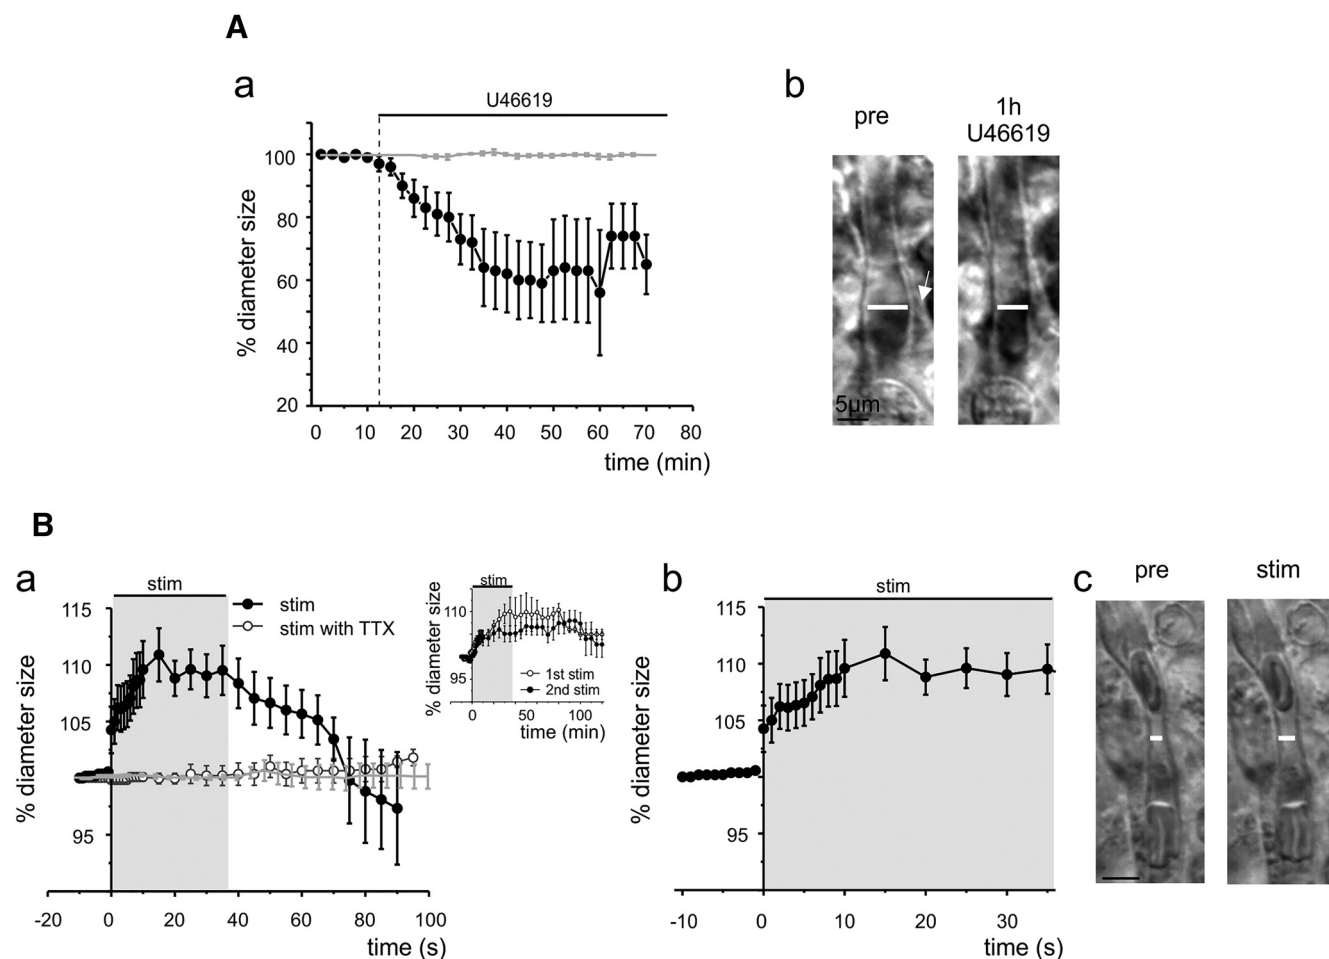 A
a
U46619
100
80
60
40
20
% diameter size
0 10 20 30 40 50 60 70 80
time (min)
b
pre
1h
U46619
5µm
B
a
stim
stim
stim with TTX
115
110
105
100
95
% diameter size
-20 0 20 40 60 80 100
time (s)
stim
110
95
% diameter size
1st stim
2nd stim
0 50 100
time (min)
b
stim
115
110
105
100
95
% diameter size
-10 0 10 20 30
time (s)
c
pre
stim